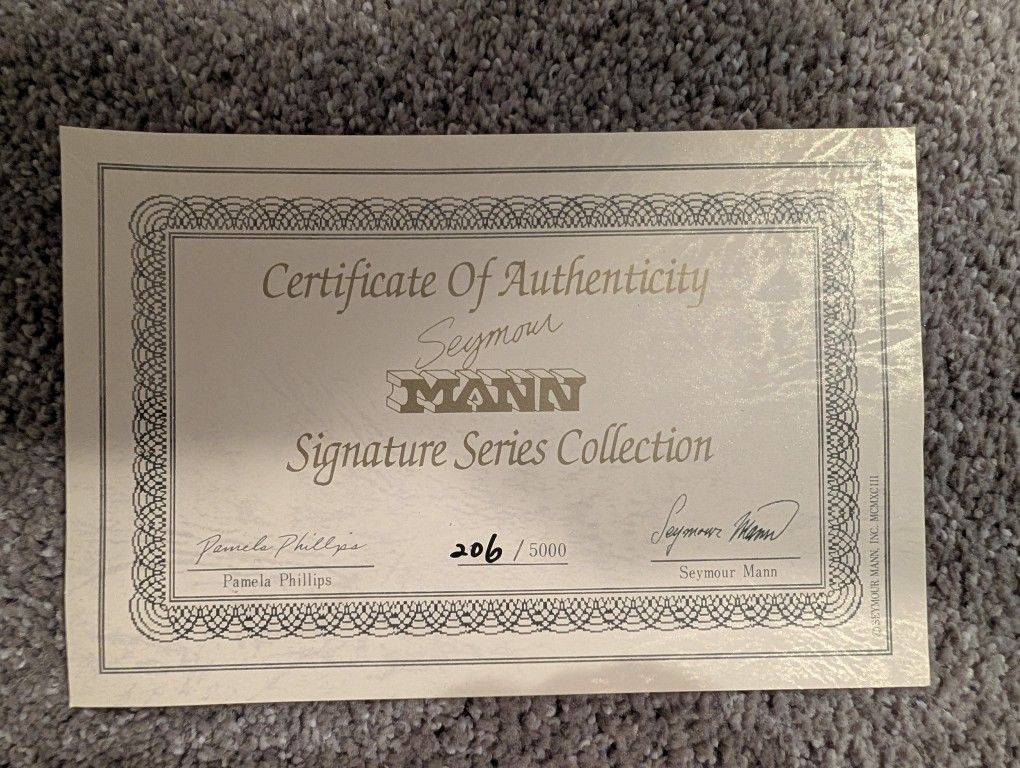 Certificate Of Authenticity
Seymour
MANN
Signature Series Collection
Pamela Phillips
206 / 5000
Seymour Mann
Pamela Phillips
Seymour Mann
© SEYMOUR MANN, INC. MCMXCIII